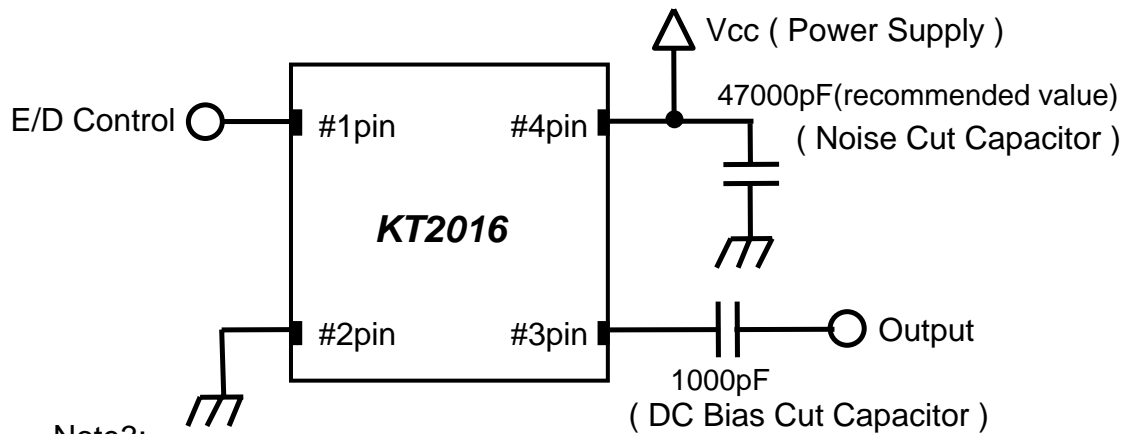 Vcc ( Power Supply )
47000pF(recommended value)
( Noise Cut Capacitor )
E/D Control
#1pin
#4pin
KT2016
#2pin
#3pin
Output
1000pF
( DC Bias Cut Capacitor )